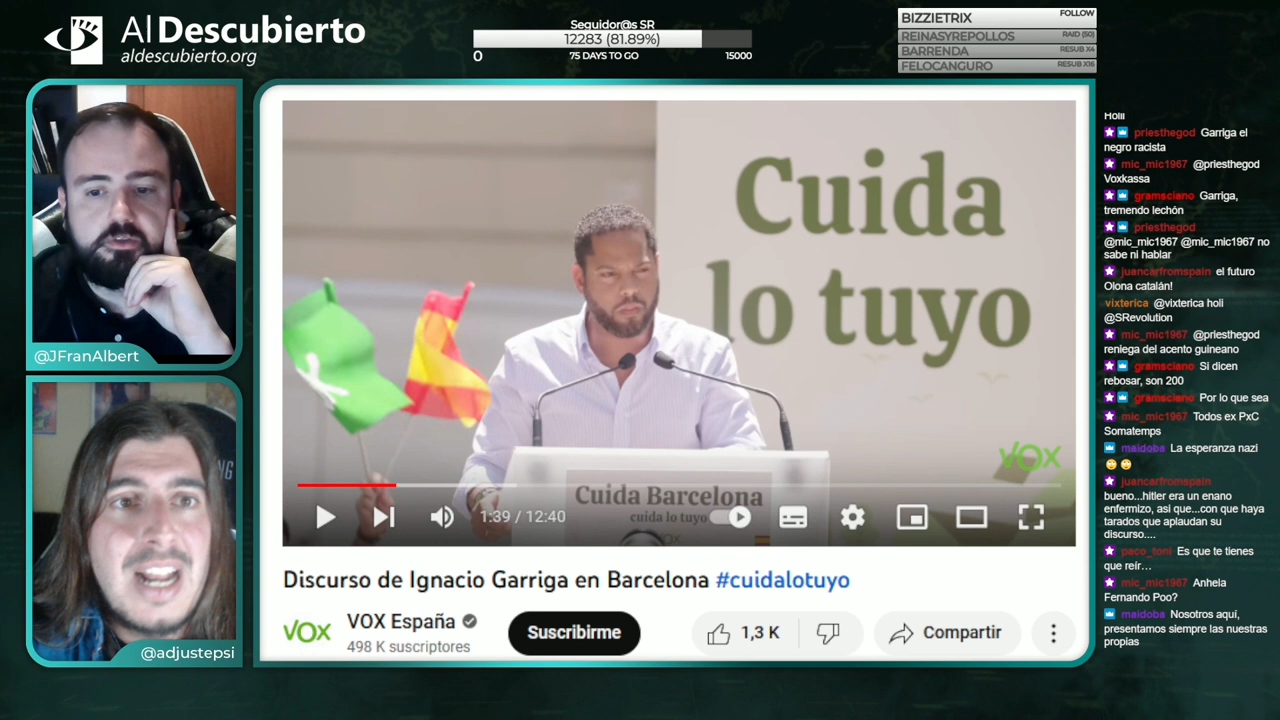 Al Descubierto
aldescubierto.org
Seguidor@s SR
12283 (81.89%)
0
75 DAYS TO GO
15000
BIZZIETRIX
FOLLOW
REINASYREPOLLOS
RAID (50)
BARRENDA
RESUB X4
FELOCANGURO
RESUB X16
@JFranAlbert
@adjustepsi
Cuida
lo tuyo
VOX
Cuida Barcelona
cuida lo tuyo
VOX
1:39 / 12:40
Discurso de Ignacio Garriga en Barcelona #cuidalotuyo
VOX
VOX España
498 K suscriptores
Suscribirme
1,3 K
Compartir
Holii
priesthegod Garriga el
negro racista
mic_mic1967 @priesthegod
Voxkassa
gramsciano Garriga,
tremendo lechón
priesthegod
@mic_mic1967 @mic_mic1967 no
sabe ni hablar
juancarfromspain el futuro
Olona catalán!
vixterica @vixterica holi
@SRevolution
mic_mic1967 @priesthegod
reniega del acento guineano
gramsciano Si dicen
rebosar, son 200
gramsciano Por lo que sea
mic_mic1967 Todos ex PxC
Somatemps
maidoba La esperanza nazi
🙄🙄
juancarfromspain
bueno...hitler era un enano
enfermizo, asi que...con que haya
tarados que aplaudan su
discurso....
paco_toni Es que te tienes
que reír...
mic_mic1967 Anhela
Fernando Poo?
maidoba Nosotros aquí,
presentamos siempre las nuestras
propias